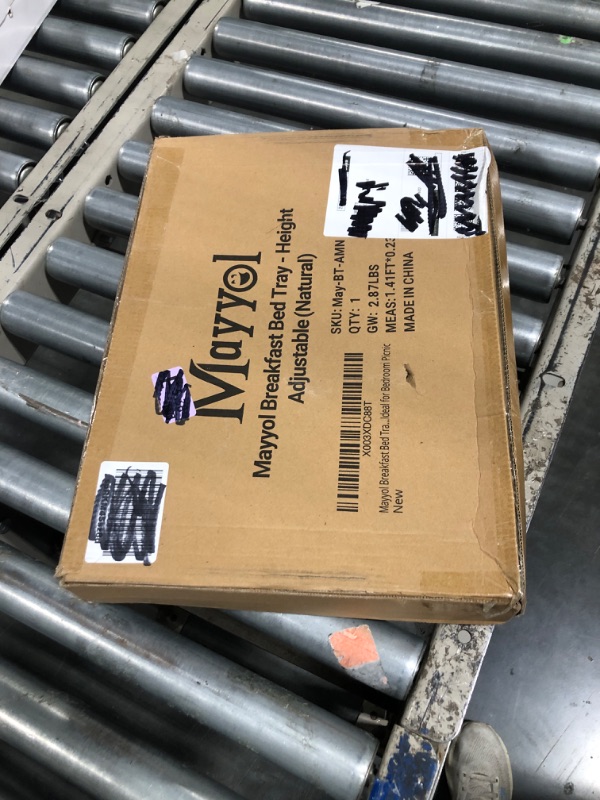 Mayyol
Mayyol Breakfast Bed Tray - Height
Adjustable (Natural)
SKU: May-BT-AMN
QTY: 1
GW: 2.87LBS
MEAS: 1.41FT*0.23
MADE IN CHINA
X003XDC88T
Mayyol Breakfast Bed Tra...Ideal for Bedroom Picnic
New